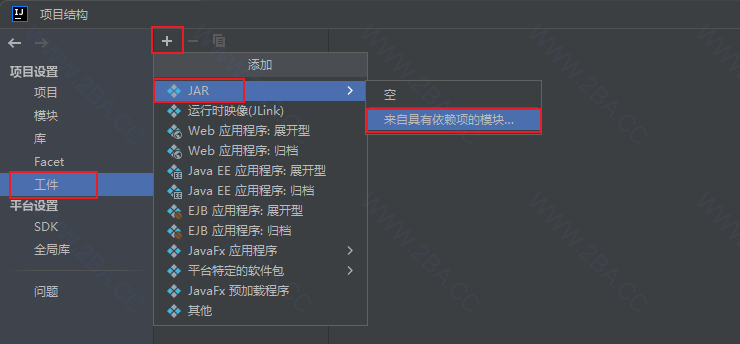 项目结构
项目设置
项目
模块
库
Facet
工件
平台设置
SDK
全局库
问题
添加
JAR
运行时映像(JLink)
Web 应用程序: 展开型
Web 应用程序: 归档
Java EE 应用程序: 展开型
Java EE 应用程序: 归档
EJB 应用程序: 展开型
EJB 应用程序: 归档
JavaFx 应用程序
平台特定的软件包
JavaFx 预加载程序
其他
空
来自具有依赖项的模块...
WWW.2BA.CC